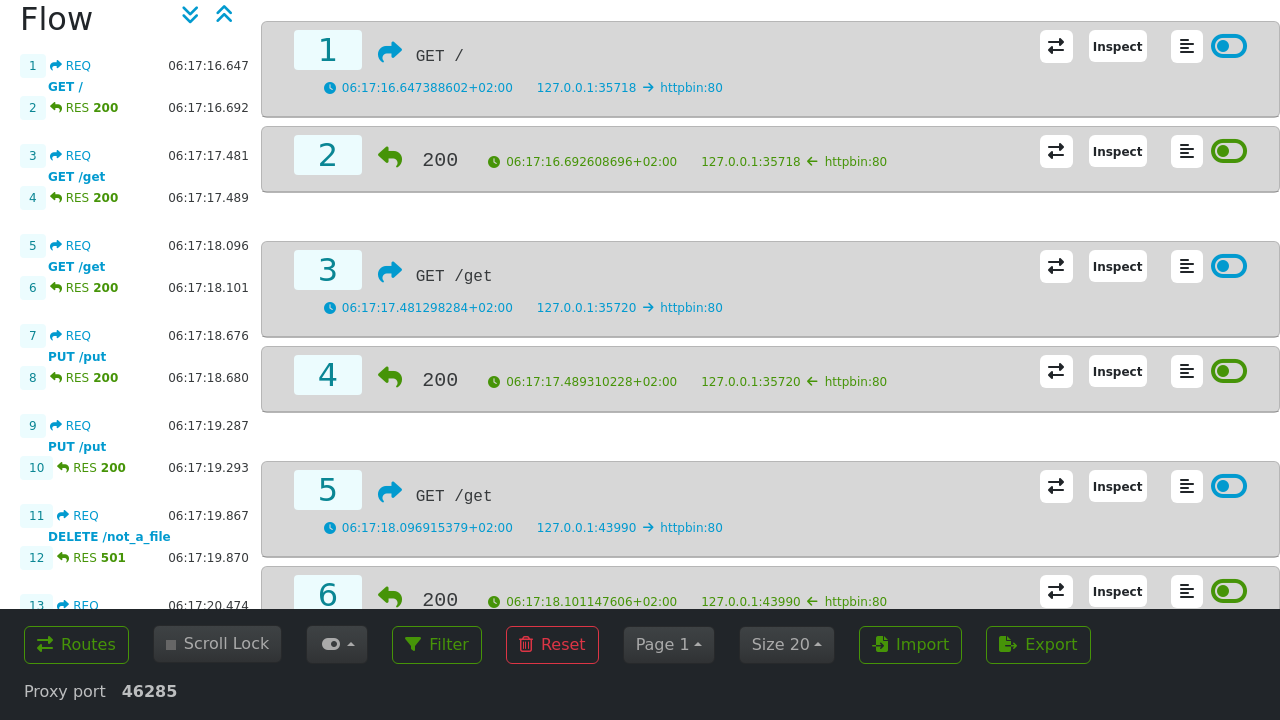 Flow
1 REQ 06:17:16.647
GET /
2 RES 200 06:17:16.692
3 REQ 06:17:17.481
GET /get
4 RES 200 06:17:17.489
5 REQ 06:17:18.096
GET /get
6 RES 200 06:17:18.101
7 REQ 06:17:18.676
PUT /put
8 RES 200 06:17:18.680
9 REQ 06:17:19.287
PUT /put
10 RES 200 06:17:19.293
11 REQ 06:17:19.867
DELETE /not_a_file
12 RES 501 06:17:19.870
13 REQ 06:17:20.474
1 GET / Inspect
06:17:16.647388602+02:00 127.0.0.1:35718 → httpbin:80
2 200 06:17:16.692608696+02:00 127.0.0.1:35718 ← httpbin:80 Inspect
3 GET /get Inspect
06:17:17.481298284+02:00 127.0.0.1:35720 → httpbin:80
4 200 06:17:17.489310228+02:00 127.0.0.1:35720 ← httpbin:80 Inspect
5 GET /get Inspect
06:17:18.096915379+02:00 127.0.0.1:43990 → httpbin:80
6 200 06:17:18.101147606+02:00 127.0.0.1:43990 ← httpbin:80 Inspect
Routes Scroll Lock Filter Reset Page 1 Size 20 Import Export
Proxy port 46285